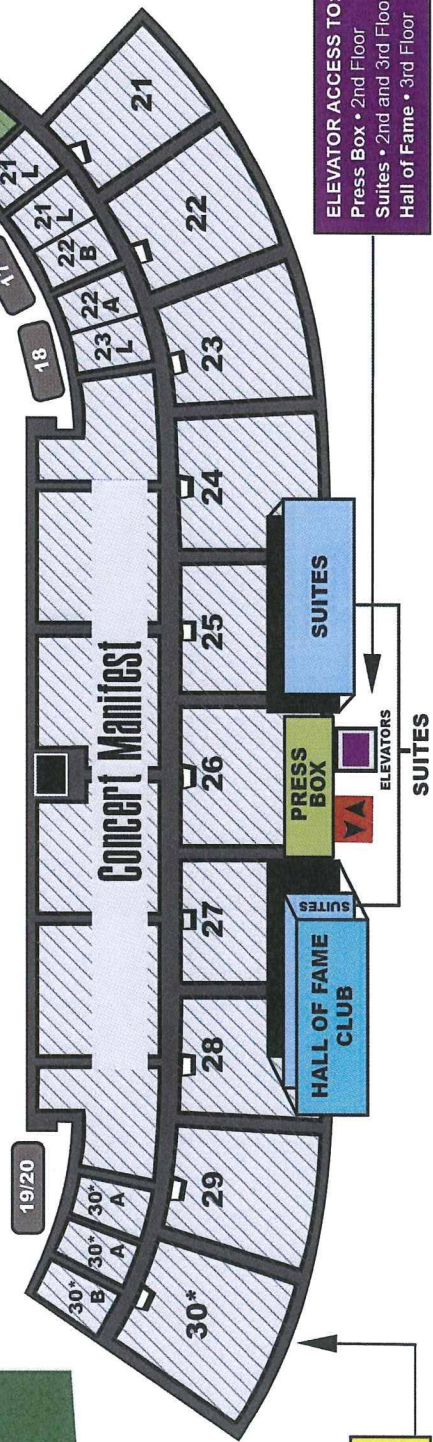 19/20
30*
B
30*
A
30*
A
30*
29
28
27
26
25
24
23
22
21
Concert Manifest
18
23
L
22
A
22
B
21
L
21
L
HALL OF FAME
CLUB
SUITES
PRESS
BOX
SUITES
ELEVATORS
SUITES
ELEVATOR ACCESS TO:
Press Box • 2nd Floor
Suites • 2nd and 3rd Floor
Hall of Fame • 3rd Floor